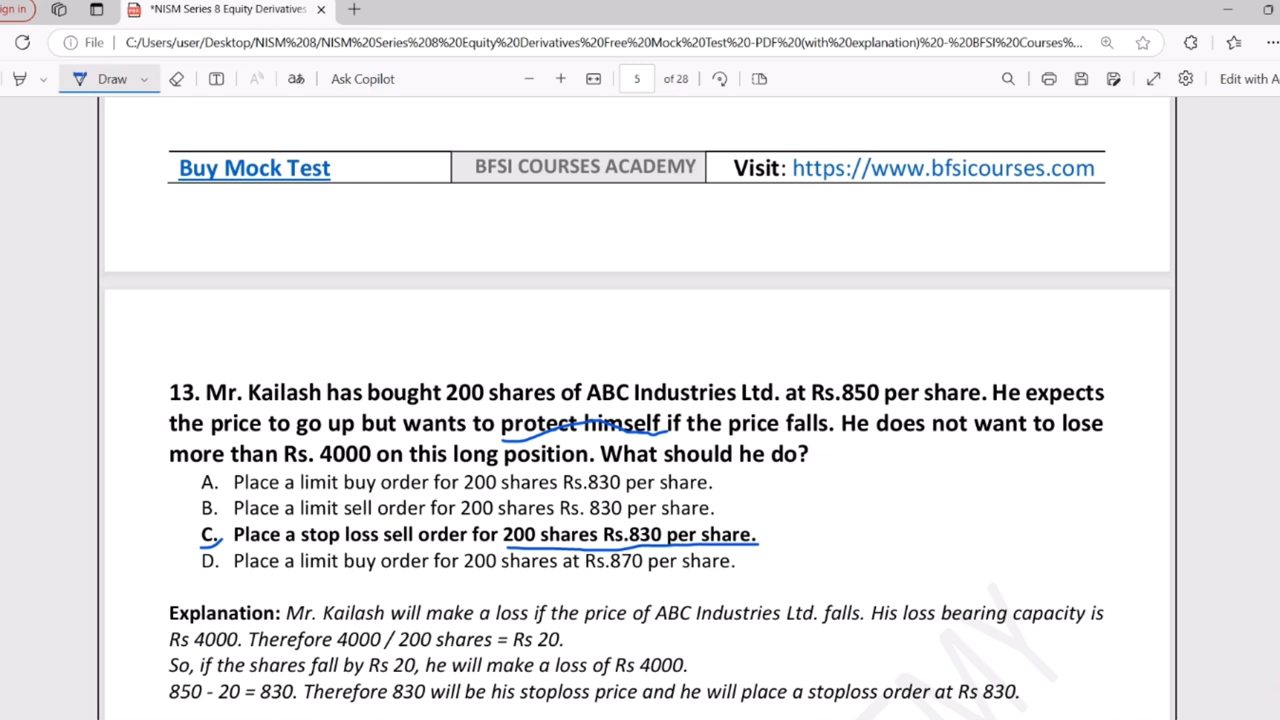 ign in
*NISM Series 8 Equity Derivatives
File
C:/Users/user/Desktop/NISM%208/NISM%20Series%208%20Equity%20Derivatives%20Free%20Mock%20Test%20-PDF%20(with%20explanation)%20-%20BFSI%20Courses%...
Draw
Ask Copilot
5 of 28
Edit with A
Buy Mock Test
BFSI COURSES ACADEMY
Visit: https://www.bfsicourses.com
13. Mr. Kailash has bought 200 shares of ABC Industries Ltd. at Rs.850 per share. He expects
the price to go up but wants to protect himself if the price falls. He does not want to lose
more than Rs. 4000 on this long position. What should he do?
A. Place a limit buy order for 200 shares Rs.830 per share.
B. Place a limit sell order for 200 shares Rs. 830 per share.
C. Place a stop loss sell order for 200 shares Rs.830 per share.
D. Place a limit buy order for 200 shares at Rs.870 per share.
Explanation: Mr. Kailash will make a loss if the price of ABC Industries Ltd. falls. His loss bearing capacity is
Rs 4000. Therefore 4000 / 200 shares = Rs 20.
So, if the shares fall by Rs 20, he will make a loss of Rs 4000.
850 - 20 = 830. Therefore 830 will be his stoploss price and he will place a stoploss order at Rs 830.